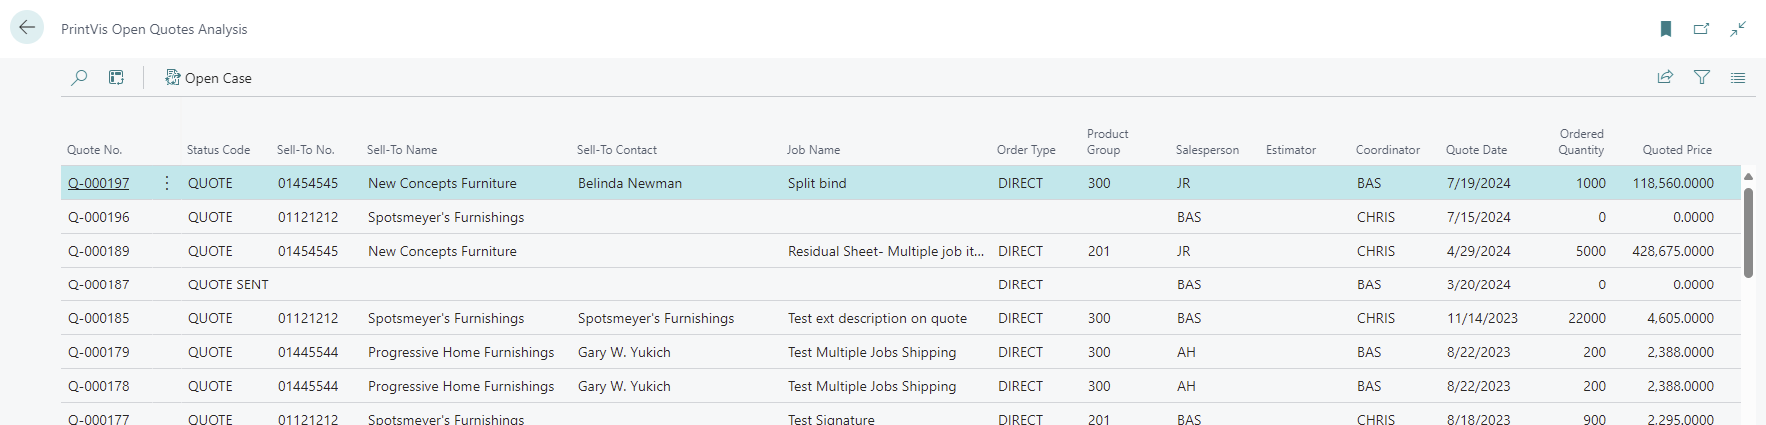 PrintVis Open Quotes Analysis
Open Case
Quote No. Status Code Sell-To No. Sell-To Name Sell-To Contact Job Name Order Type Product Group Salesperson Estimator Coordinator Quote Date Ordered Quantity Quoted Price
Q-000197 QUOTE 01454545 New Concepts Furniture Belinda Newman Split bind DIRECT 300 JR BAS 7/19/2024 1000 118,560.0000
Q-000196 QUOTE 01121212 Spotsmeyer's Furnishings BAS CHRIS 7/15/2024 0 0.0000
Q-000189 QUOTE 01454545 New Concepts Furniture Residual Sheet- Multiple job it... DIRECT 201 JR CHRIS 4/29/2024 5000 428,675.0000
Q-000187 QUOTE SENT DIRECT BAS BAS 3/20/2024 0 0.0000
Q-000185 QUOTE 01121212 Spotsmeyer's Furnishings Spotsmeyer's Furnishings Test ext description on quote DIRECT 300 BAS CHRIS 11/14/2023 22000 4,605.0000
Q-000179 QUOTE 01445544 Progressive Home Furnishings Gary W. Yukich Test Multiple Jobs Shipping DIRECT 300 AH BAS 8/22/2023 200 2,388.0000
Q-000178 QUOTE 01445544 Progressive Home Furnishings Gary W. Yukich Test Multiple Jobs Shipping DIRECT 300 AH BAS 8/22/2023 200 2,388.0000
Q-000177 QUOTE 01121212 Spotsmeyer's Furnishings Test Signature DIRECT 201 BAS CHRIS 8/18/2023 900 2,295.0000